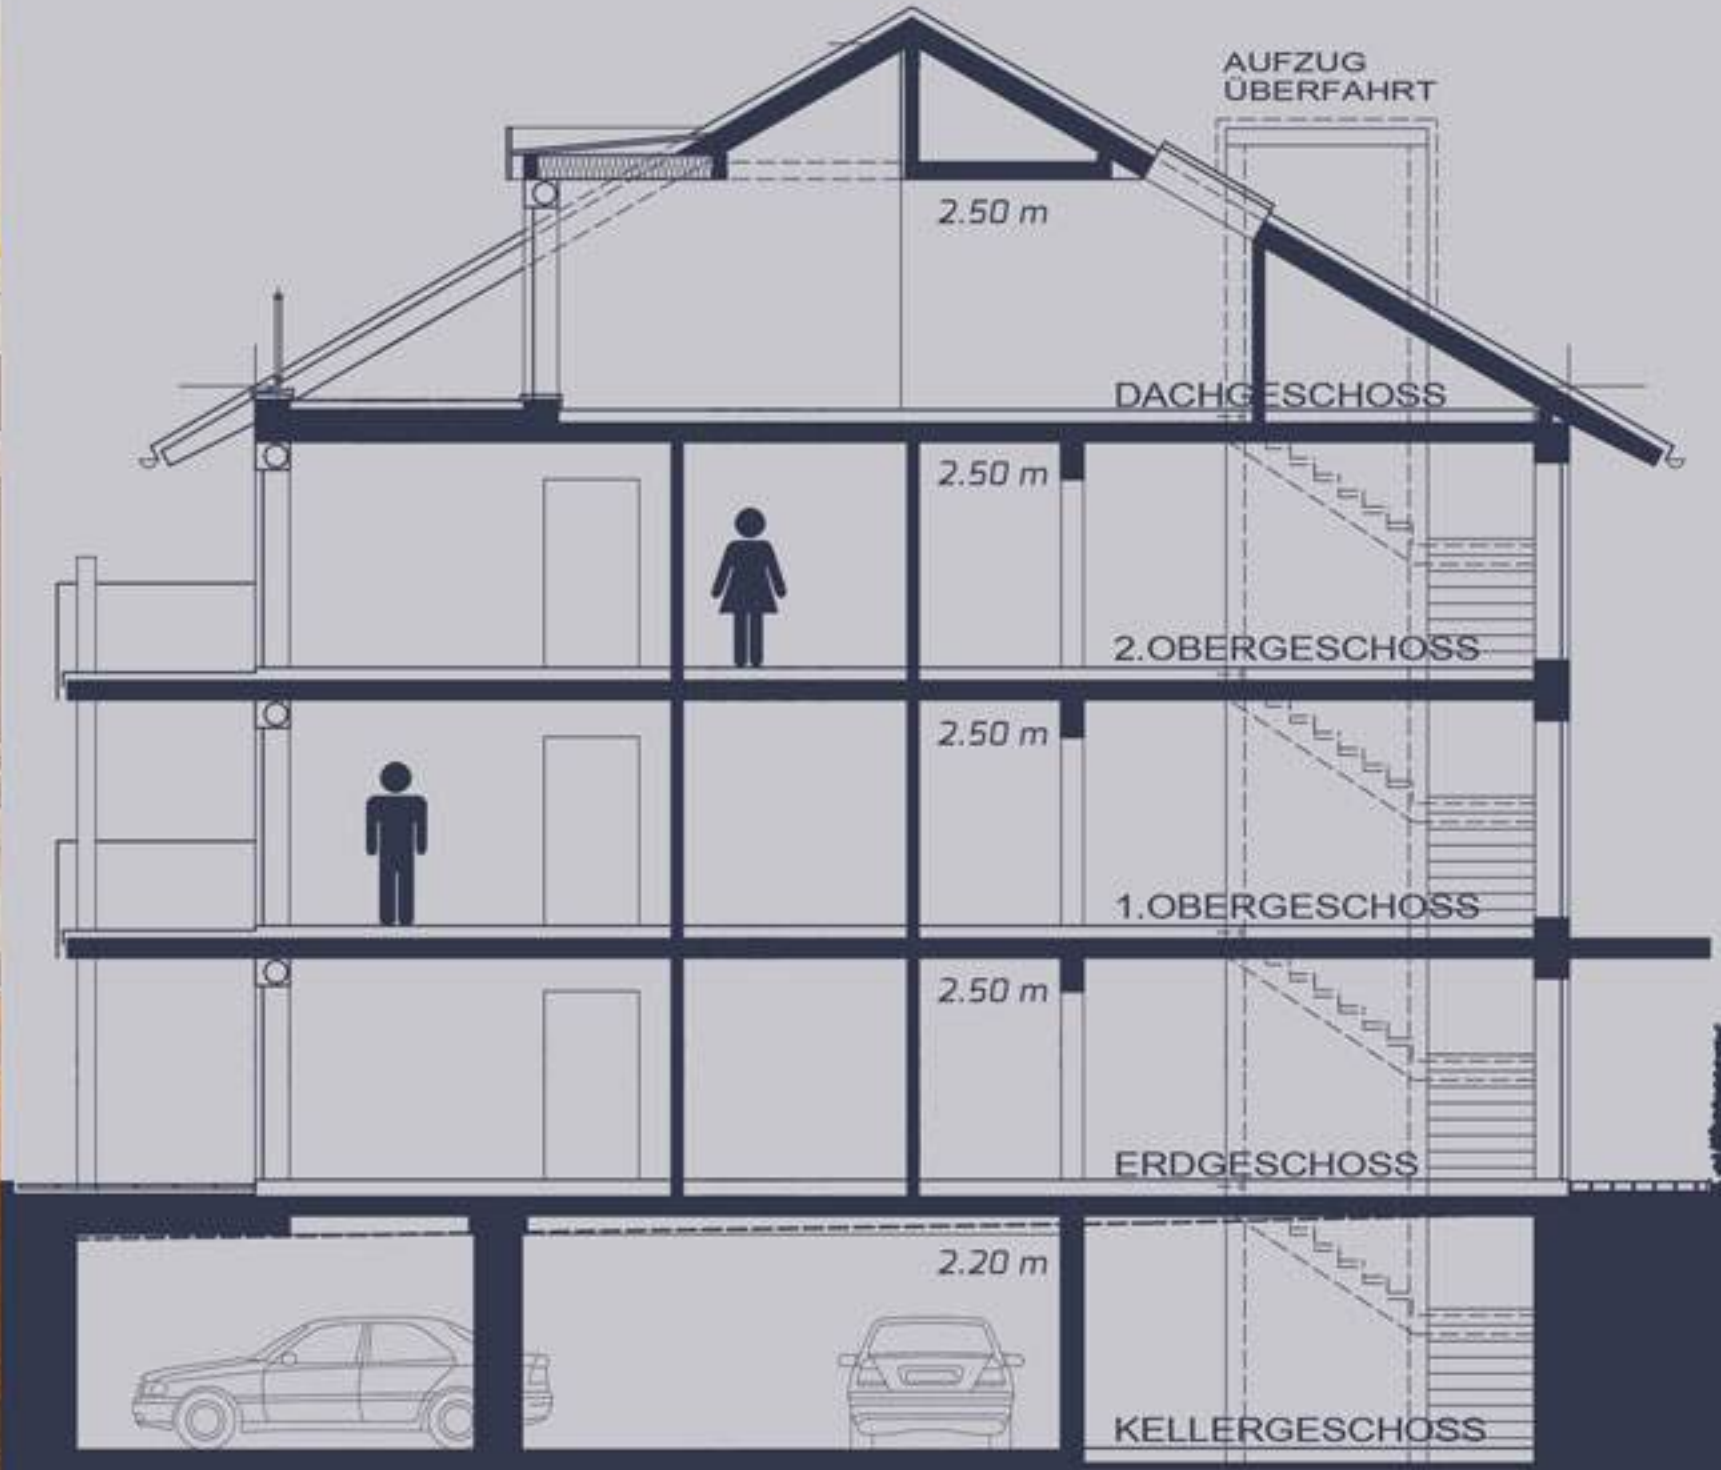 AUFZUG
ÜBERFAHRT
2.50 m
DACHGESCHOSS
2.50 m
2.OBERGESCHOSS
2.50 m
1.OBERGESCHOSS
2.50 m
ERDGESCHOSS
2.20 m
KELLERGESCHOSS